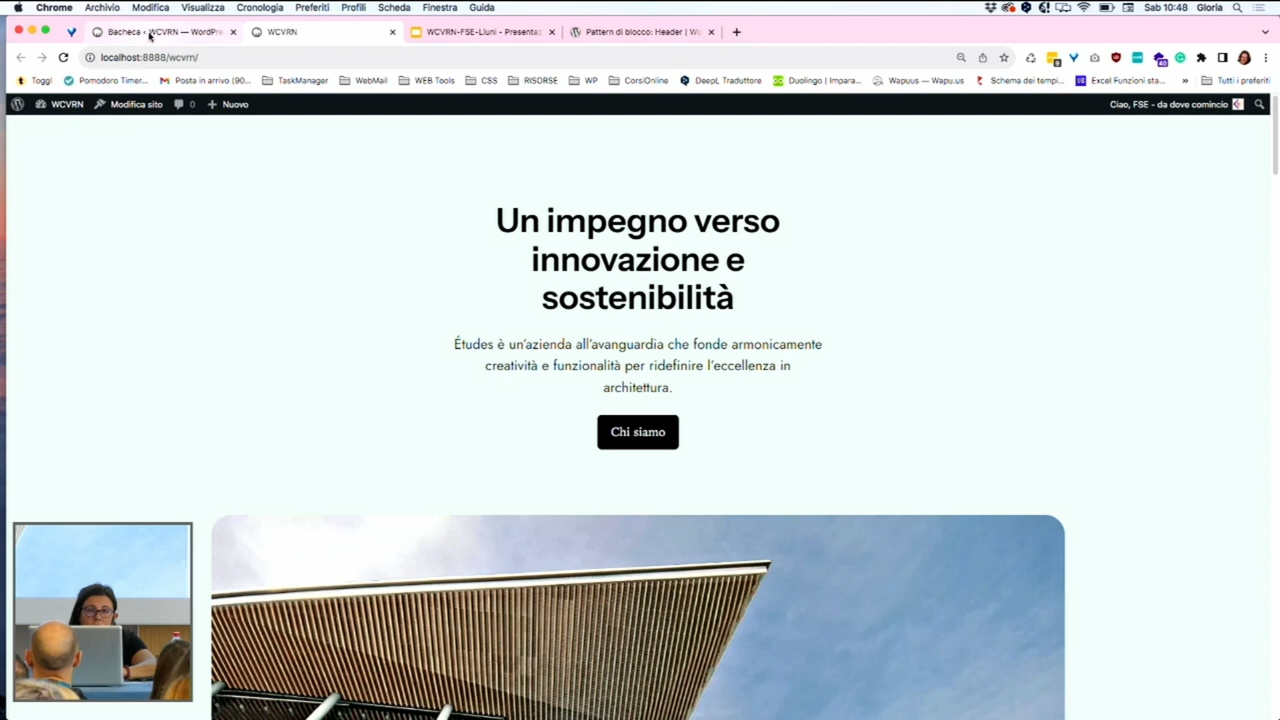 Chrome Archivio Modifica Visualizza Cronologia Preferiti Profili Scheda Finestra Guida Sab 10:48 Gloria
Bacheca ‹ WCVRN — WordPre WCVRN WCVRN-FSE-Lluni - Presentaz Pattern di blocco: Header | Wo
localhost:8888/wcvrn/
Toggl Pomodoro Timer... Posta in arrivo (90... TaskManager WebMail WEB Tools CSS RISORSE WP CorsiOnline DeepL Traduttore Duolingo | Impara... Wapuus — Wapu.us Schema dei tempi... Excel Funzioni sta... » Tutti i preferiti
WCVRN Modifica sito 0 Nuovo Ciao, FSE - da dove comincio
Un impegno verso
innovazione e
sostenibilità
Études è un'azienda all'avanguardia che fonde armonicamente
creatività e funzionalità per ridefinire l'eccellenza in
architettura.
Chi siamo